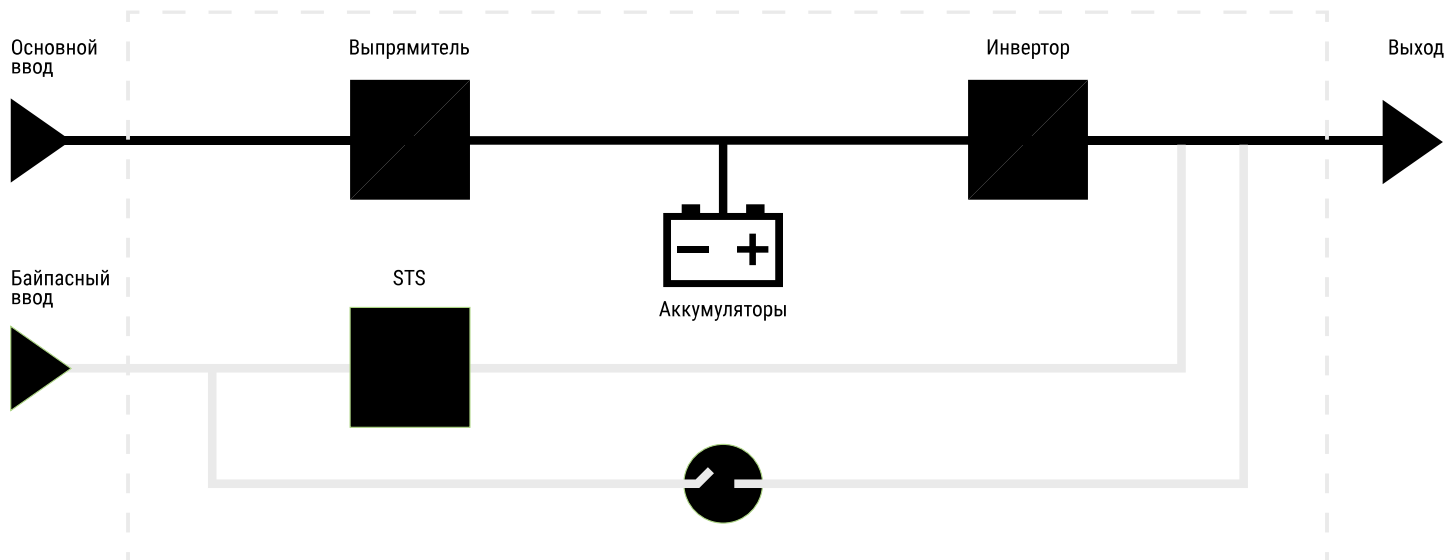 Основной
ввод
Выпрямитель
Инвертор
Выход
Байпасный
ввод
STS
Аккумуляторы